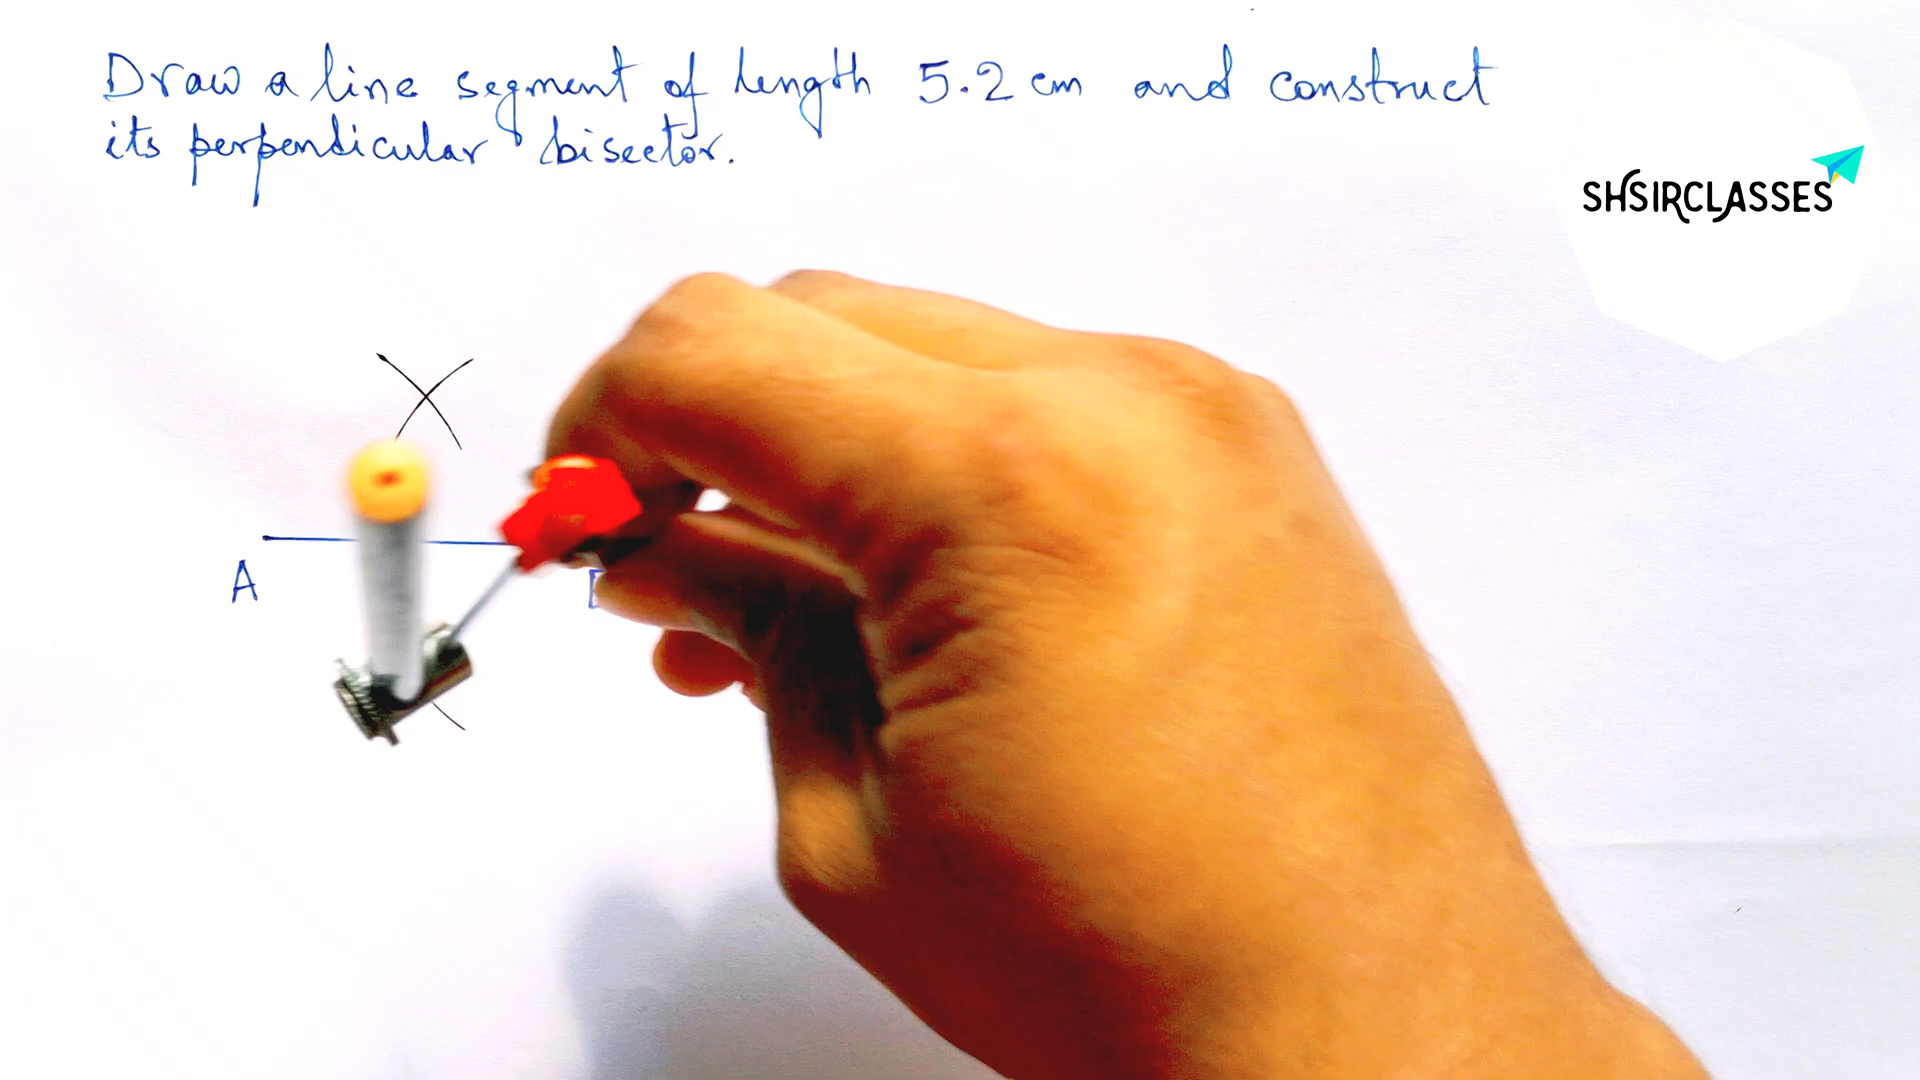 Draw a line segment of length 5.2 cm and construct
its perpendicular bisector.
SHSIRCLASSES
A